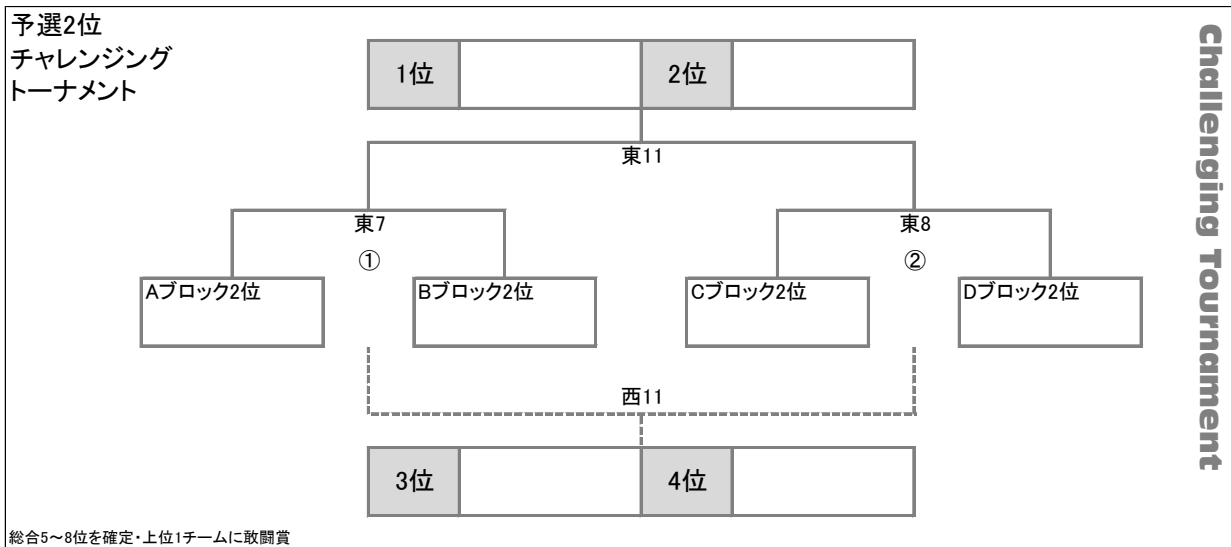 予選2位
チャレンジング
トーナメント
1位
2位
東11
東7
東8
①
②
Aブロック2位
Bブロック2位
Cブロック2位
Dブロック2位
西11
3位
4位
総合5～8位を確定・上位1チームに敢闘賞
Challenging Tournament